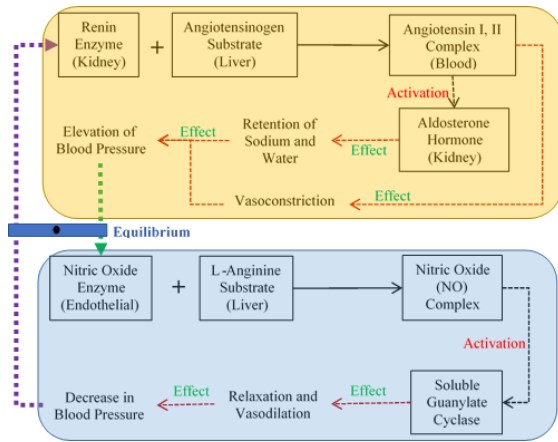 Renin
Enzyme
(Kidney)
+
Angiotensinogen
Substrate
(Liver)
Angiotensin I, II
Complex
(Blood)
Activation
Elevation of
Blood Pressure
Effect
Retention of
Sodium and
Water
Effect
Aldosterone
Hormone
(Kidney)
Vasoconstriction
Effect
Equilibrium
Nitric Oxide
Enzyme
(Endothelial)
+
L-Anginine
Substrate
(Liver)
Nitric Oxide
(NO)
Complex
Activation
Decrease in
Blood Pressure
Effect
Relaxation and
Vasodilation
Effect
Soluble
Guanylate
Cyclase